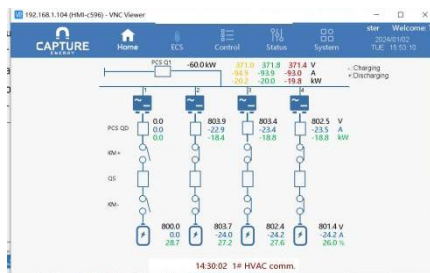 192.168.1.104 (HMI-c596) - VNC Viewer
CAPTURE
ENERGY
Home
ECS
Control
Status
System
ster Welcome:
2024/01/02
TUE 15:53:10
PCS Q1 -60.0kW
371.0 371.8 371.4 V
-94.9 -93.9 -93.0 A
-20.2 -20.0 -19.8 kW
- : Charging
+ : Discharging
1 2 3 4
PCS QD
0.0 803.9 803.4 802.5 V
0.0 -22.9 -23.4 -23.5 A
0.0 -18.4 -18.8 -18.8 kW
KM+
QS
KM-
800.0 803.7 802.4 801.4 V
0.0 -24.0 -24.2 -24.2 A
28.7 27.2 27.6 26.0 %
14:30:02 1# HVAC comm.